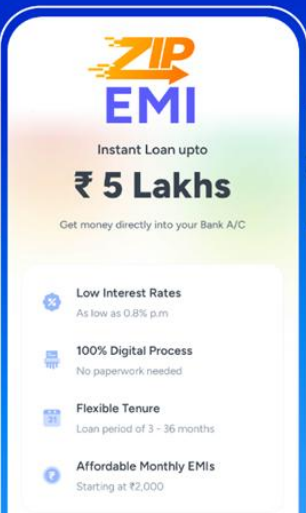 ZIP
EMI
Instant Loan upto
₹ 5 Lakhs
Get money directly into your Bank A/C
Low Interest Rates
As low as 0.8% p.m
100% Digital Process
No paperwork needed
31
Flexible Tenure
Loan period of 3 - 36 months
Affordable Monthly EMIs
Starting at ₹2,000